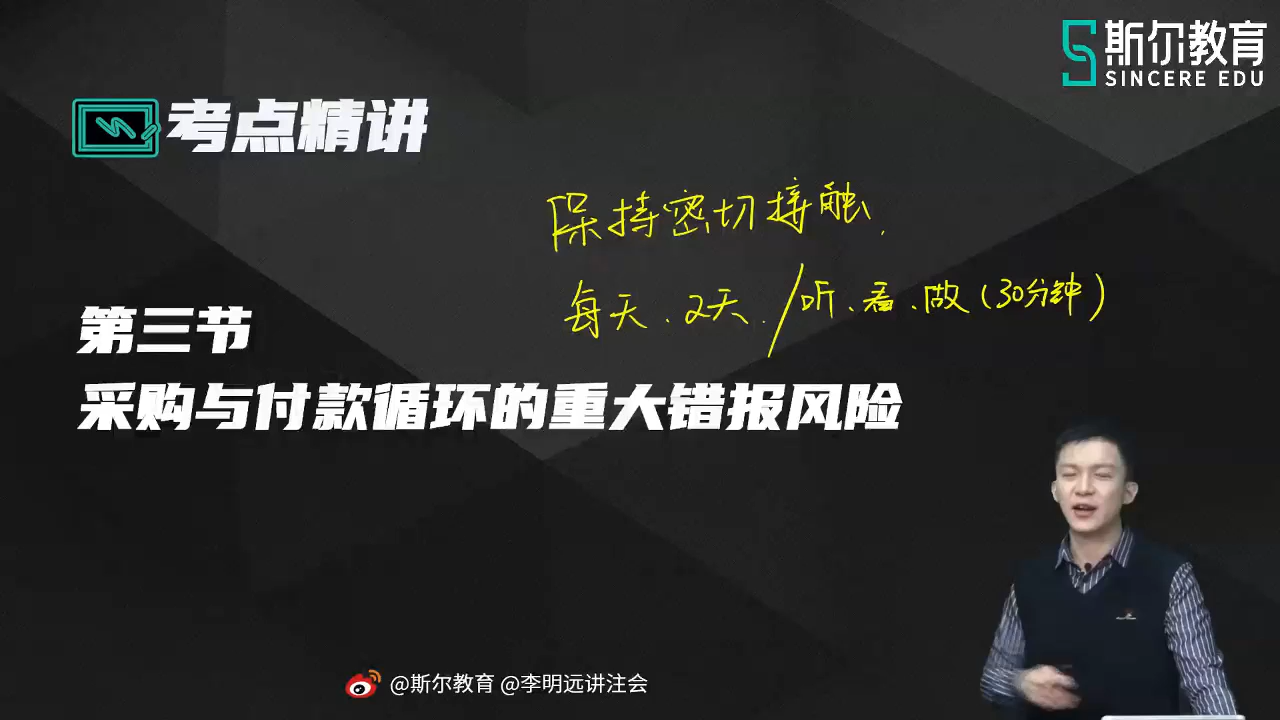 斯尔教育
SINCERE EDU
考点精讲
保持密切接触.
每天、2天. / 听、看、做(30分钟)
第三节
采购与付款循环的重大错报风险
@斯尔教育 @李明远讲注会